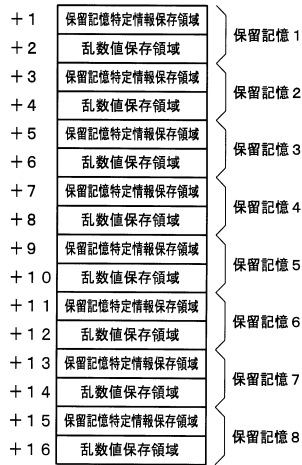 +1 保留記憶特定情報保存領域 保留記憶1
+2 乱数値保存領域
+3 保留記憶特定情報保存領域 保留記憶2
+4 乱数値保存領域
+5 保留記憶特定情報保存領域 保留記憶3
+6 乱数値保存領域
+7 保留記憶特定情報保存領域 保留記憶4
+8 乱数値保存領域
+9 保留記憶特定情報保存領域 保留記憶5
+10 乱数値保存領域
+11 保留記憶特定情報保存領域 保留記憶6
+12 乱数値保存領域
+13 保留記憶特定情報保存領域 保留記憶7
+14 乱数値保存領域
+15 保留記憶特定情報保存領域 保留記憶8
+16 乱数値保存領域